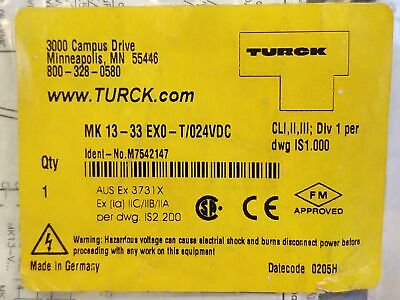 3000 Campus Drive
Minneapolis, MN 55446
800-328-0580
TURCK
www.TURCK.com
MK 13-33 EX0-T/024VDC
CLI,II,III; Div 1 per
dwg IS1.000
Ident-No.M7542147
Qty
1
AUS Ex 3731X
Ex (ia) IIC/IIB/IIA
per dwg. IS2.200
SA
CE
FM
APPROVED
Warning: Hazardous voltage can cause electrial shock and burns disconnect power before
proceeding with any work on this equipment
Made in Germany
Datecode 0205H